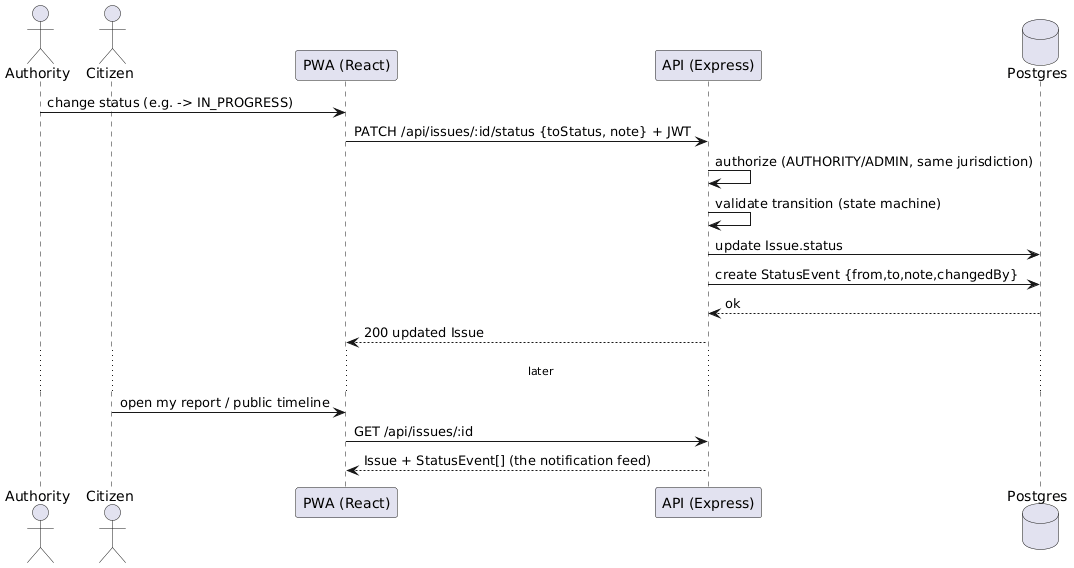 Authority
Citizen
PWA (React)
API (Express)
Postgres
change status (e.g. -> IN_PROGRESS)
PATCH /api/issues/:id/status {toStatus, note} + JWT
authorize (AUTHORITY/ADMIN, same jurisdiction)
validate transition (state machine)
update Issue.status
create StatusEvent {from,to,note,changedBy}
ok
200 updated Issue
later
open my report / public timeline
GET /api/issues/:id
Issue + StatusEvent[] (the notification feed)
Authority
Citizen
PWA (React)
API (Express)
Postgres